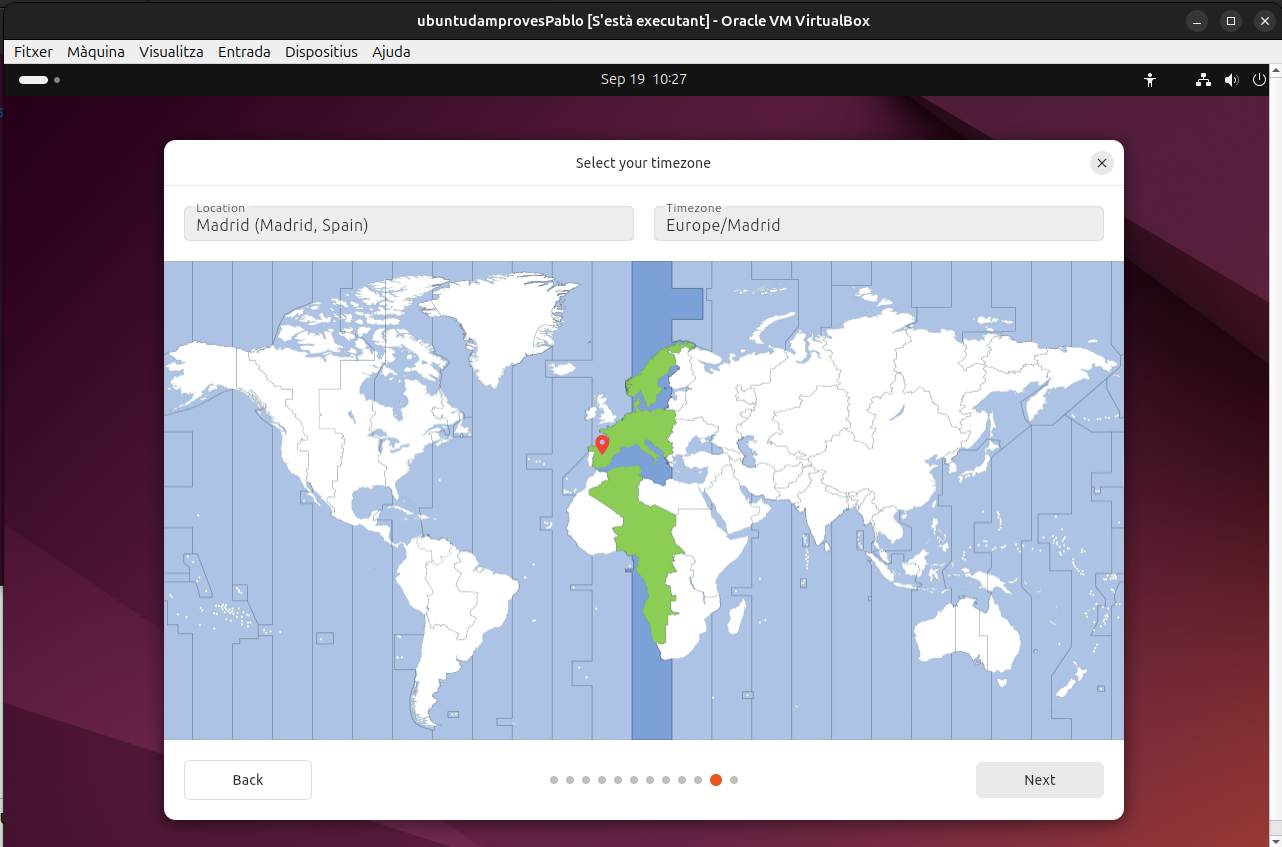 ubuntudamprovesPablo [S'està executant] - Oracle VM VirtualBox
Fitxer Màquina Visualitza Entrada Dispositius Ajuda
Sep 19 10:27
Select your timezone
Location
Madrid (Madrid, Spain)
Timezone
Europe/Madrid
Back
Next